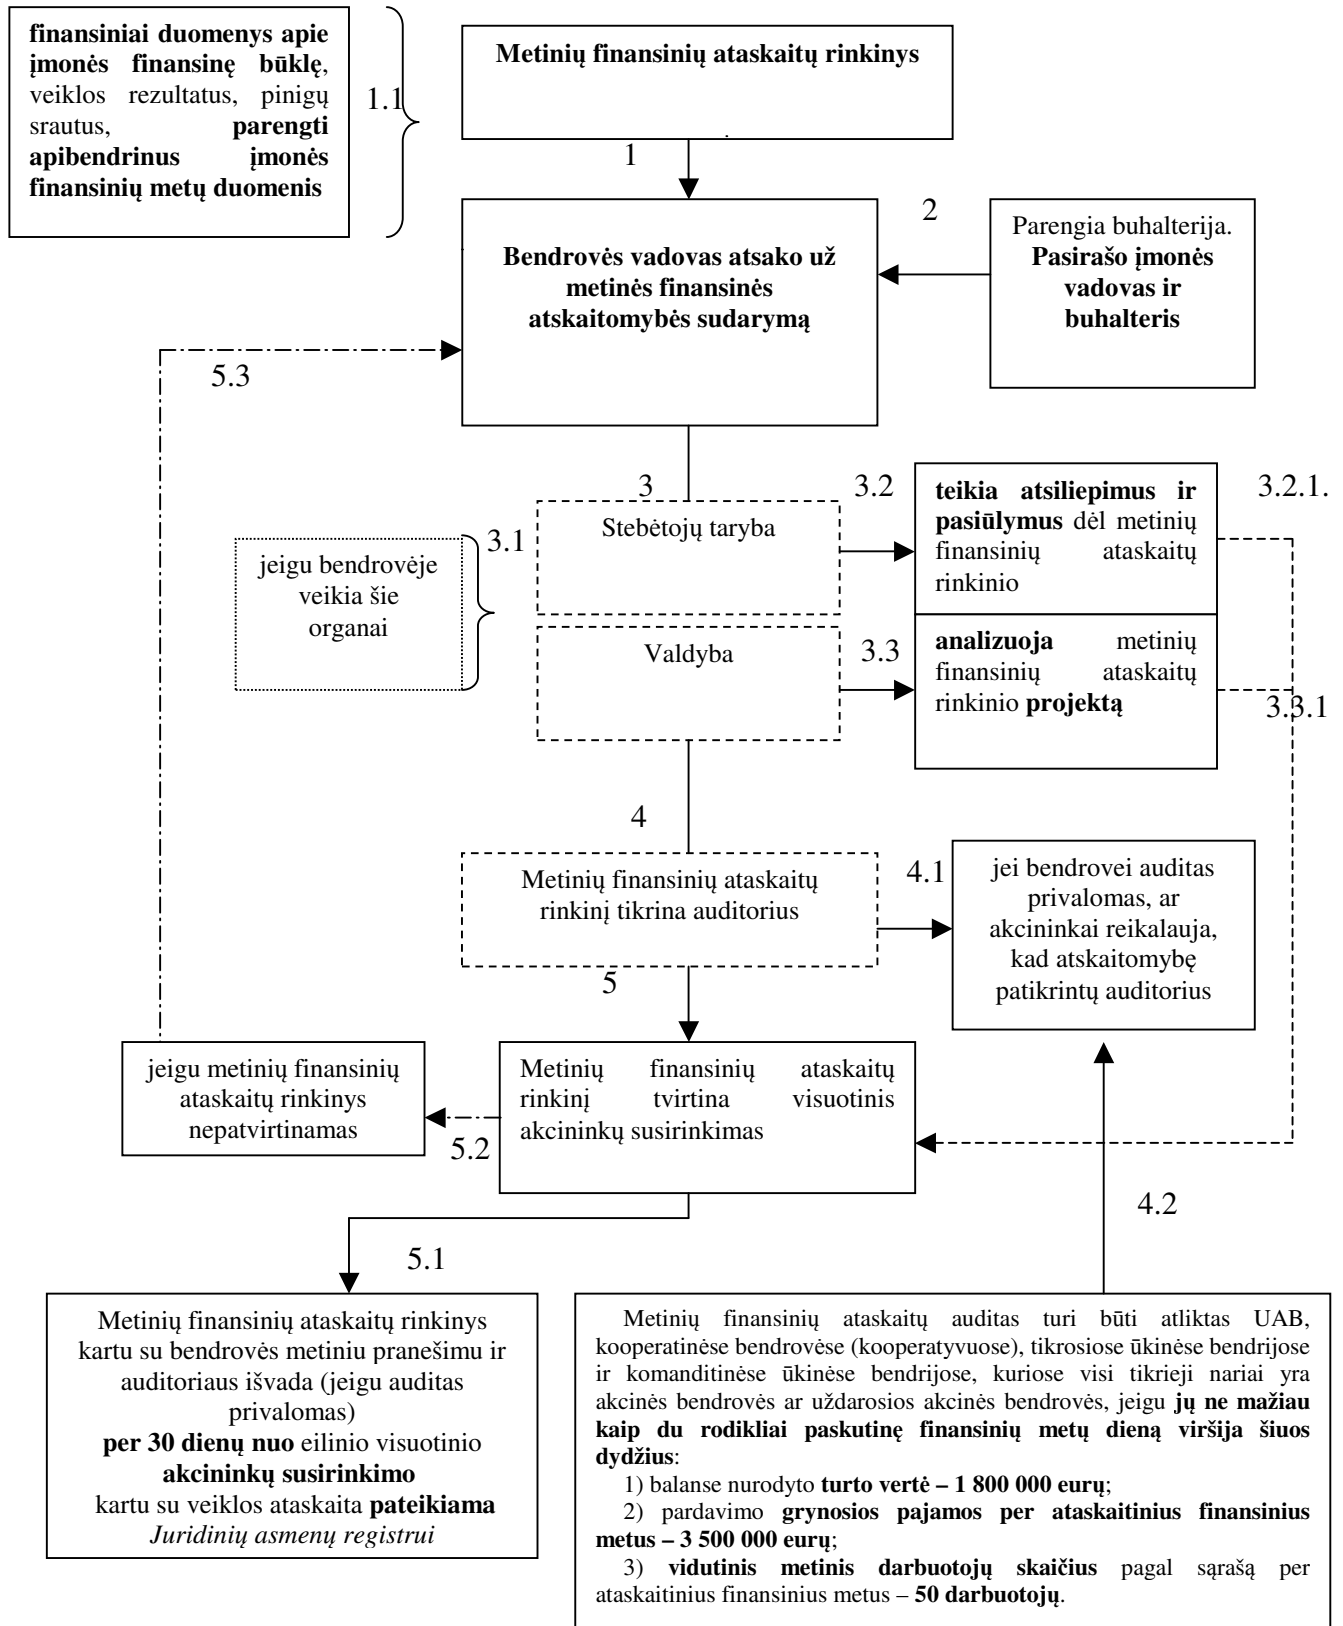 finansiniai duomenys apie
įmonės finansinę būklę,
veiklos rezultatus, pinigų
srautus, parengti
apibendrinus įmonės
finansinių metų duomenis
1.1
Metinių finansinių ataskaitų rinkinys
.
1
2
Bendrovės vadovas atsako už
metinės finansinės
atskaitomybės sudarymą
Parengia buhalterija.
Pasirašo įmonės
vadovas ir
buhalteris
5.3
3
3.1
jeigu bendrovėje
veikia šie
organai
Stebėtojų taryba
3.2
teikia atsiliepimus ir
pasiūlymus dėl metinių
finansinių ataskaitų
rinkinio
3.2.1.
Valdyba
3.3
analizuoja metinių
finansinių ataskaitų
rinkinio projektą
3.3.1
4
Metinių finansinių ataskaitų
rinkinį tikrina auditorius
4.1
jei bendrovei auditas
privalomas, ar
akcininkai reikalauja,
kad atskaitomybę
patikrintų auditorius
5
jeigu metinių finansinių
ataskaitų rinkinys
nepatvirtinamas
5.2
Metinių finansinių ataskaitų
rinkinį tvirtina visuotinis
akcininkų susirinkimas
4.2
5.1
Metinių finansinių ataskaitų rinkinys
kartu su bendrovės metiniu pranešimu ir
auditoriaus išvada (jeigu auditas
privalomas)
per 30 dienų nuo eilinio visuotinio
akcininkų susirinkimo
kartu su veiklos ataskaita pateikiama
Juridinių asmenų registrui
Metinių finansinių ataskaitų auditas turi būti atliktas UAB,
kooperatinėse bendrovėse (kooperatyvuose), tikrosiose ūkinėse bendrijose
ir komanditinėse ūkinėse bendrijose, kuriose visi tikrieji nariai yra
akcinės bendrovės ar uždarosios akcinės bendrovės, jeigu jų ne mažiau
kaip du rodikliai paskutinę finansinių metų dieną viršija šiuos
dydžius:
1) balanse nurodyto turto vertė – 1 800 000 eurų;
2) pardavimo grynosios pajamos per ataskaitinius finansinius
metus – 3 500 000 eurų;
3) vidutinis metinis darbuotojų skaičius pagal sąrašą per
ataskaitinius finansinius metus – 50 darbuotojų.